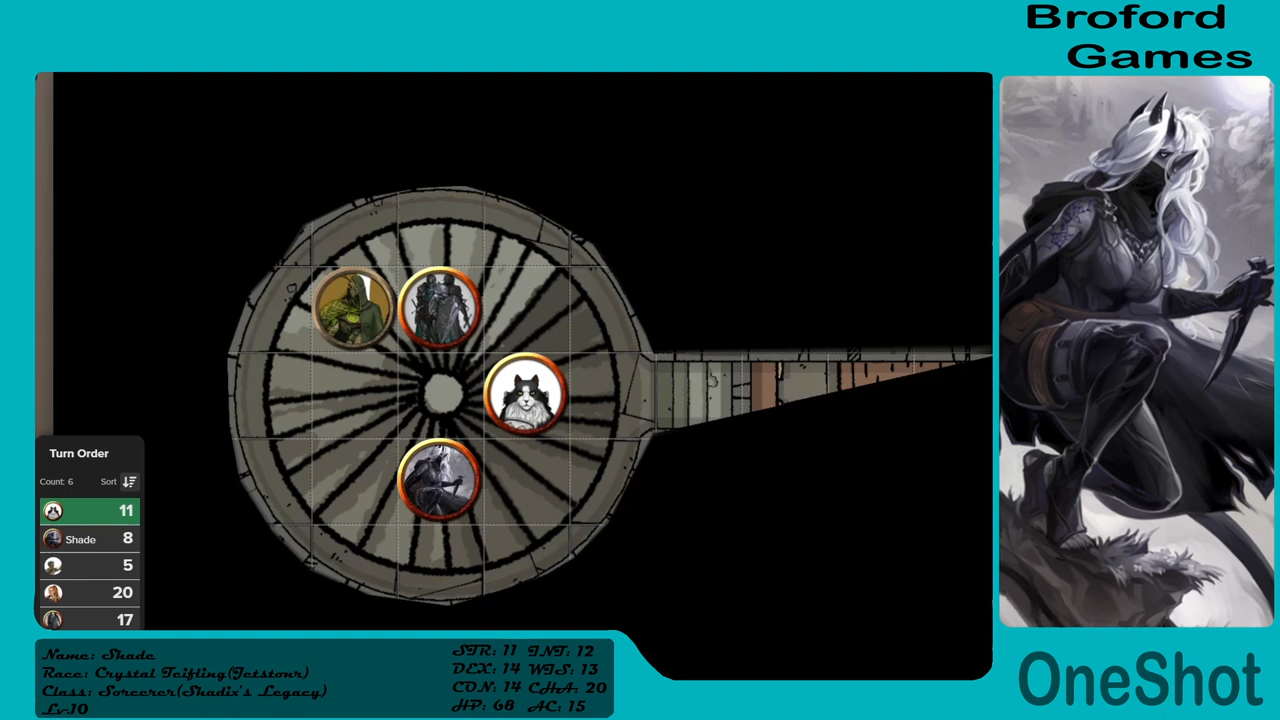 Broford
Games
Turn Order
Count: 6 Sort
11
Shade 8
5
20
17
Name: Shade
Race: Crystal Teifling(Jetstonr)
Class: Sorcerer(Shadix's Legacy)
Lv.10
STR: 11 INT: 12
DEX: 14 WIS: 13
CON: 14 CHA: 20
HP: 68 AC: 15
OneShot